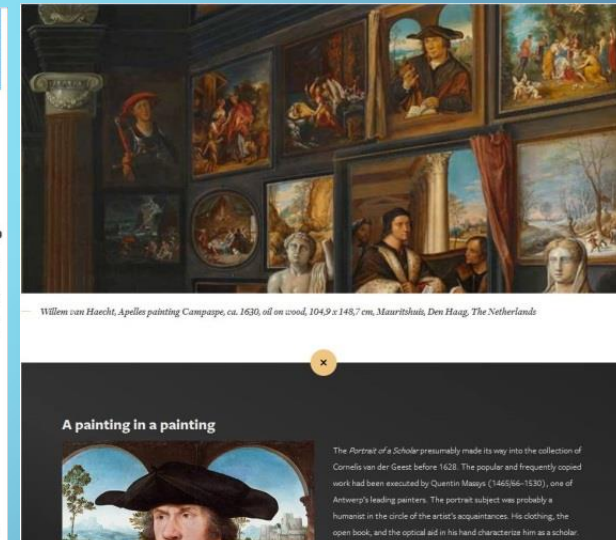 Willem van Haecht, Apelles painting Campaspe, ca. 1630, oil on wood, 104,9 x 148,7 cm, Mauritshuis, Den Haag, The Netherlands
A painting in a painting
The Portrait of a Scholar presumably made its way into the collection of
Cornelis van der Geest before 1628. The popular and frequently copied
work had been executed by Quentin Massys (1465/66–1530), one of
Antwerp's leading painters. The portrait subject was probably a
humanist in the circle of the artist's acquaintances. His clothing, the
open book, and the optical aid in his hand characterize him as a scholar.